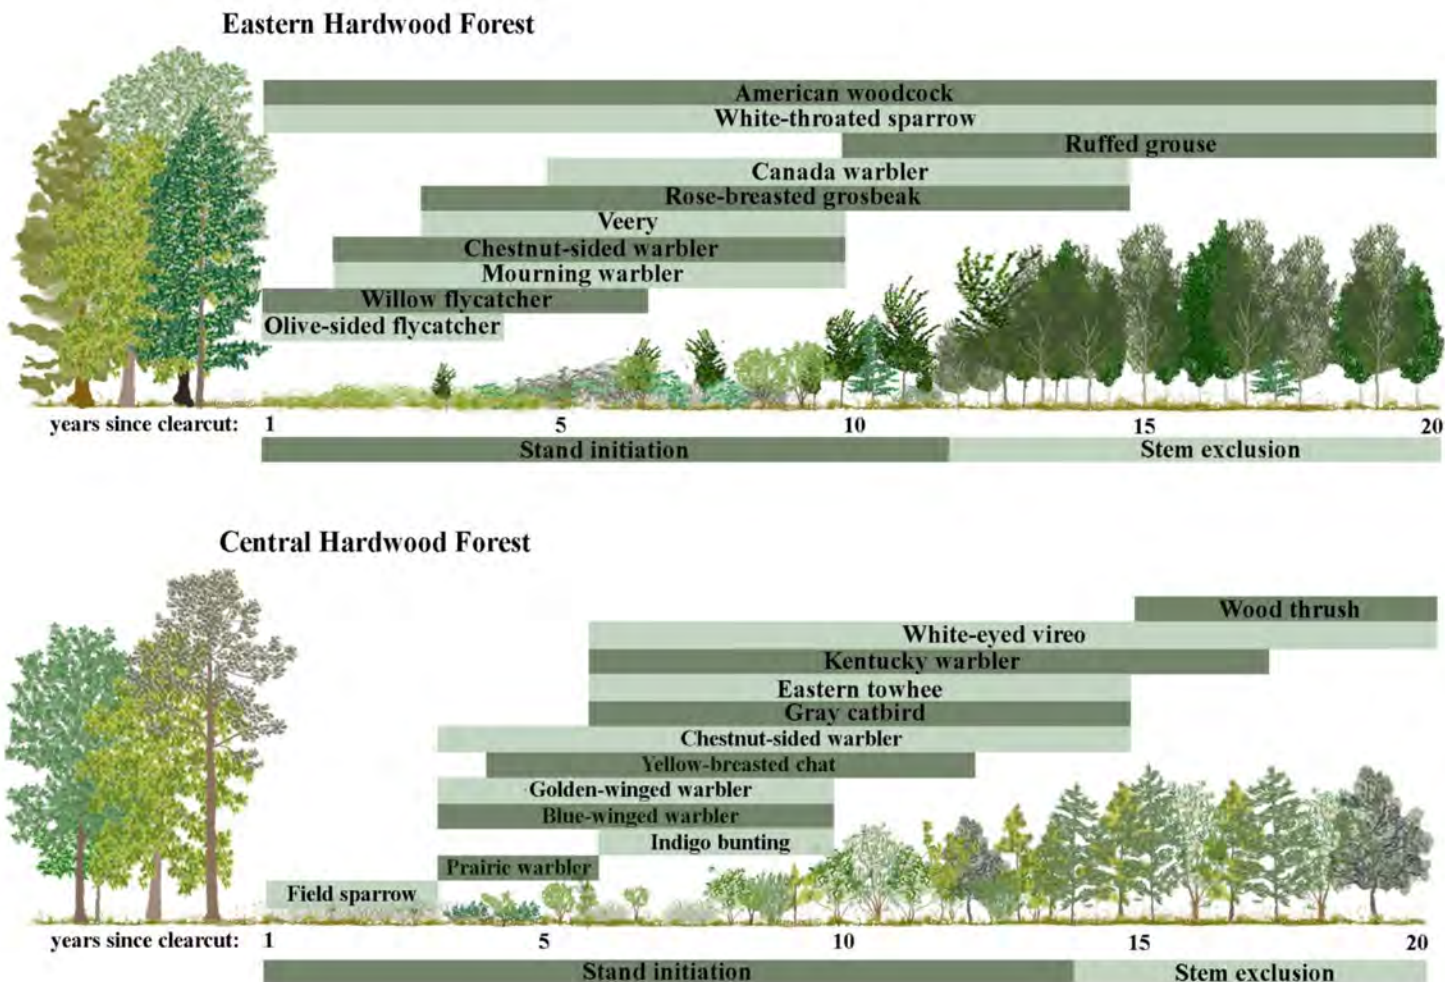 Eastern Hardwood Forest
American woodcock
White-throated sparrow
Ruffed grouse
Canada warbler
Rose-breasted grosbeak
Veery
Chestnut-sided warbler
Mourning warbler
Willow flycatcher
Olive-sided flycatcher
years since clearcut: 1 5 10 15 20
Stand initiation Stem exclusion
Central Hardwood Forest
Wood thrush
White-eyed vireo
Kentucky warbler
Eastern towhee
Gray catbird
Chestnut-sided warbler
Yellow-breasted chat
Golden-winged warbler
Blue-winged warbler
Indigo bunting
Prairie warbler
Field sparrow
years since clearcut: 1 5 10 15 20
Stand initiation Stem exclusion